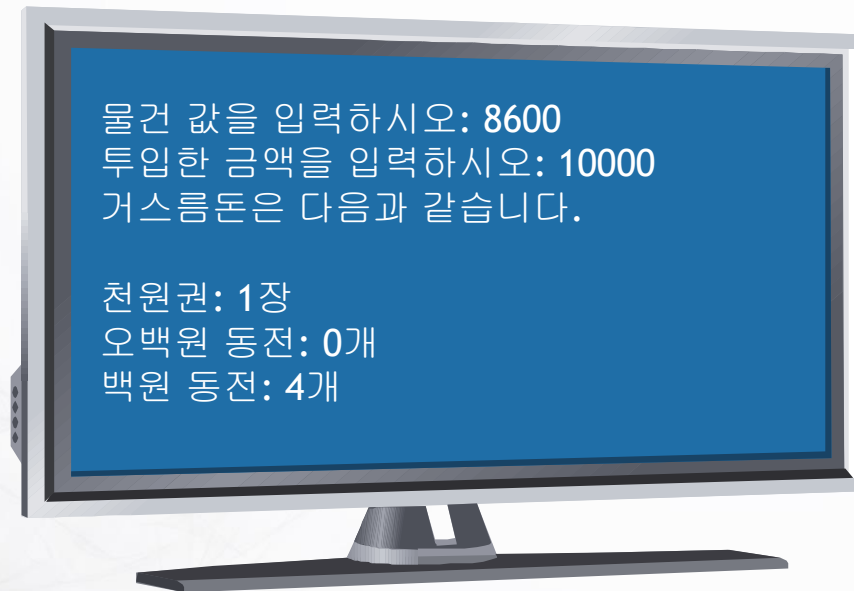 물건 값을 입력하시오: 8600
투입한 금액을 입력하시오: 10000
거스름돈은 다음과 같습니다.
천원권: 1장
오백원 동전: 0개
백원 동전: 4개